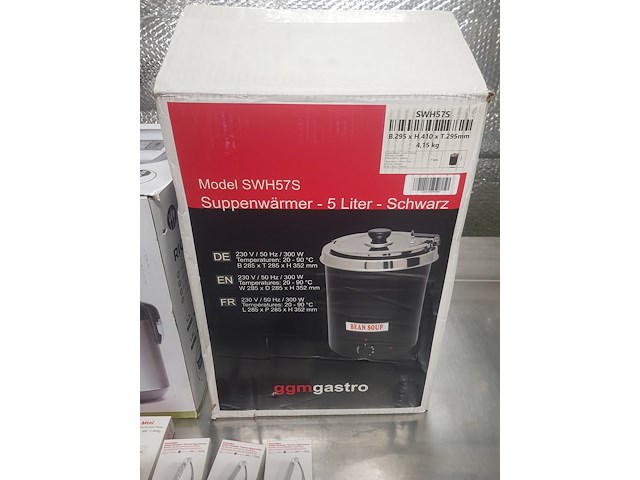 SWH57S
B.295 x H.410 x T.295mm
4,15 kg
Model SWH57S
Suppenwärmer - 5 Liter - Schwarz
DE 230 V / 50 Hz / 300 W
Temperaturen: 20 - 90 °C
B 285 x T 285 x H 352 mm
EN 230 V / 50 Hz / 300 W
Temperatures: 20 - 90 °C
W 285 x D 285 x H 352 mm
FR 230 V / 50 Hz / 300 W
Températures: 20 - 90 °C
L 285 x P 285 x H 352 mm
BEAN SOUP
ggmgastro
Mini